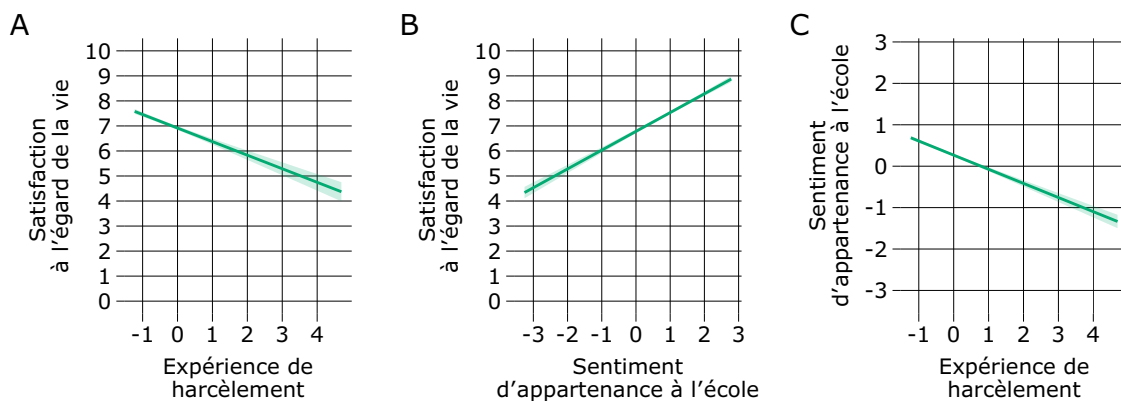 A
Satisfaction
à l'égard de la vie
10
9
8
7
6
5
4
3
2
1
0
-1 0 1 2 3 4
Expérience de
harcèlement
B
Satisfaction
à l'égard de la vie
10
9
8
7
6
5
4
3
2
1
0
-3 -2 -1 0 1 2 3
Sentiment
d'appartenance à l'école
C
Sentiment
d'appartenance à l'école
3
2
1
0
-1
-2
-3
-1 0 1 2 3 4
Expérience de
harcèlement